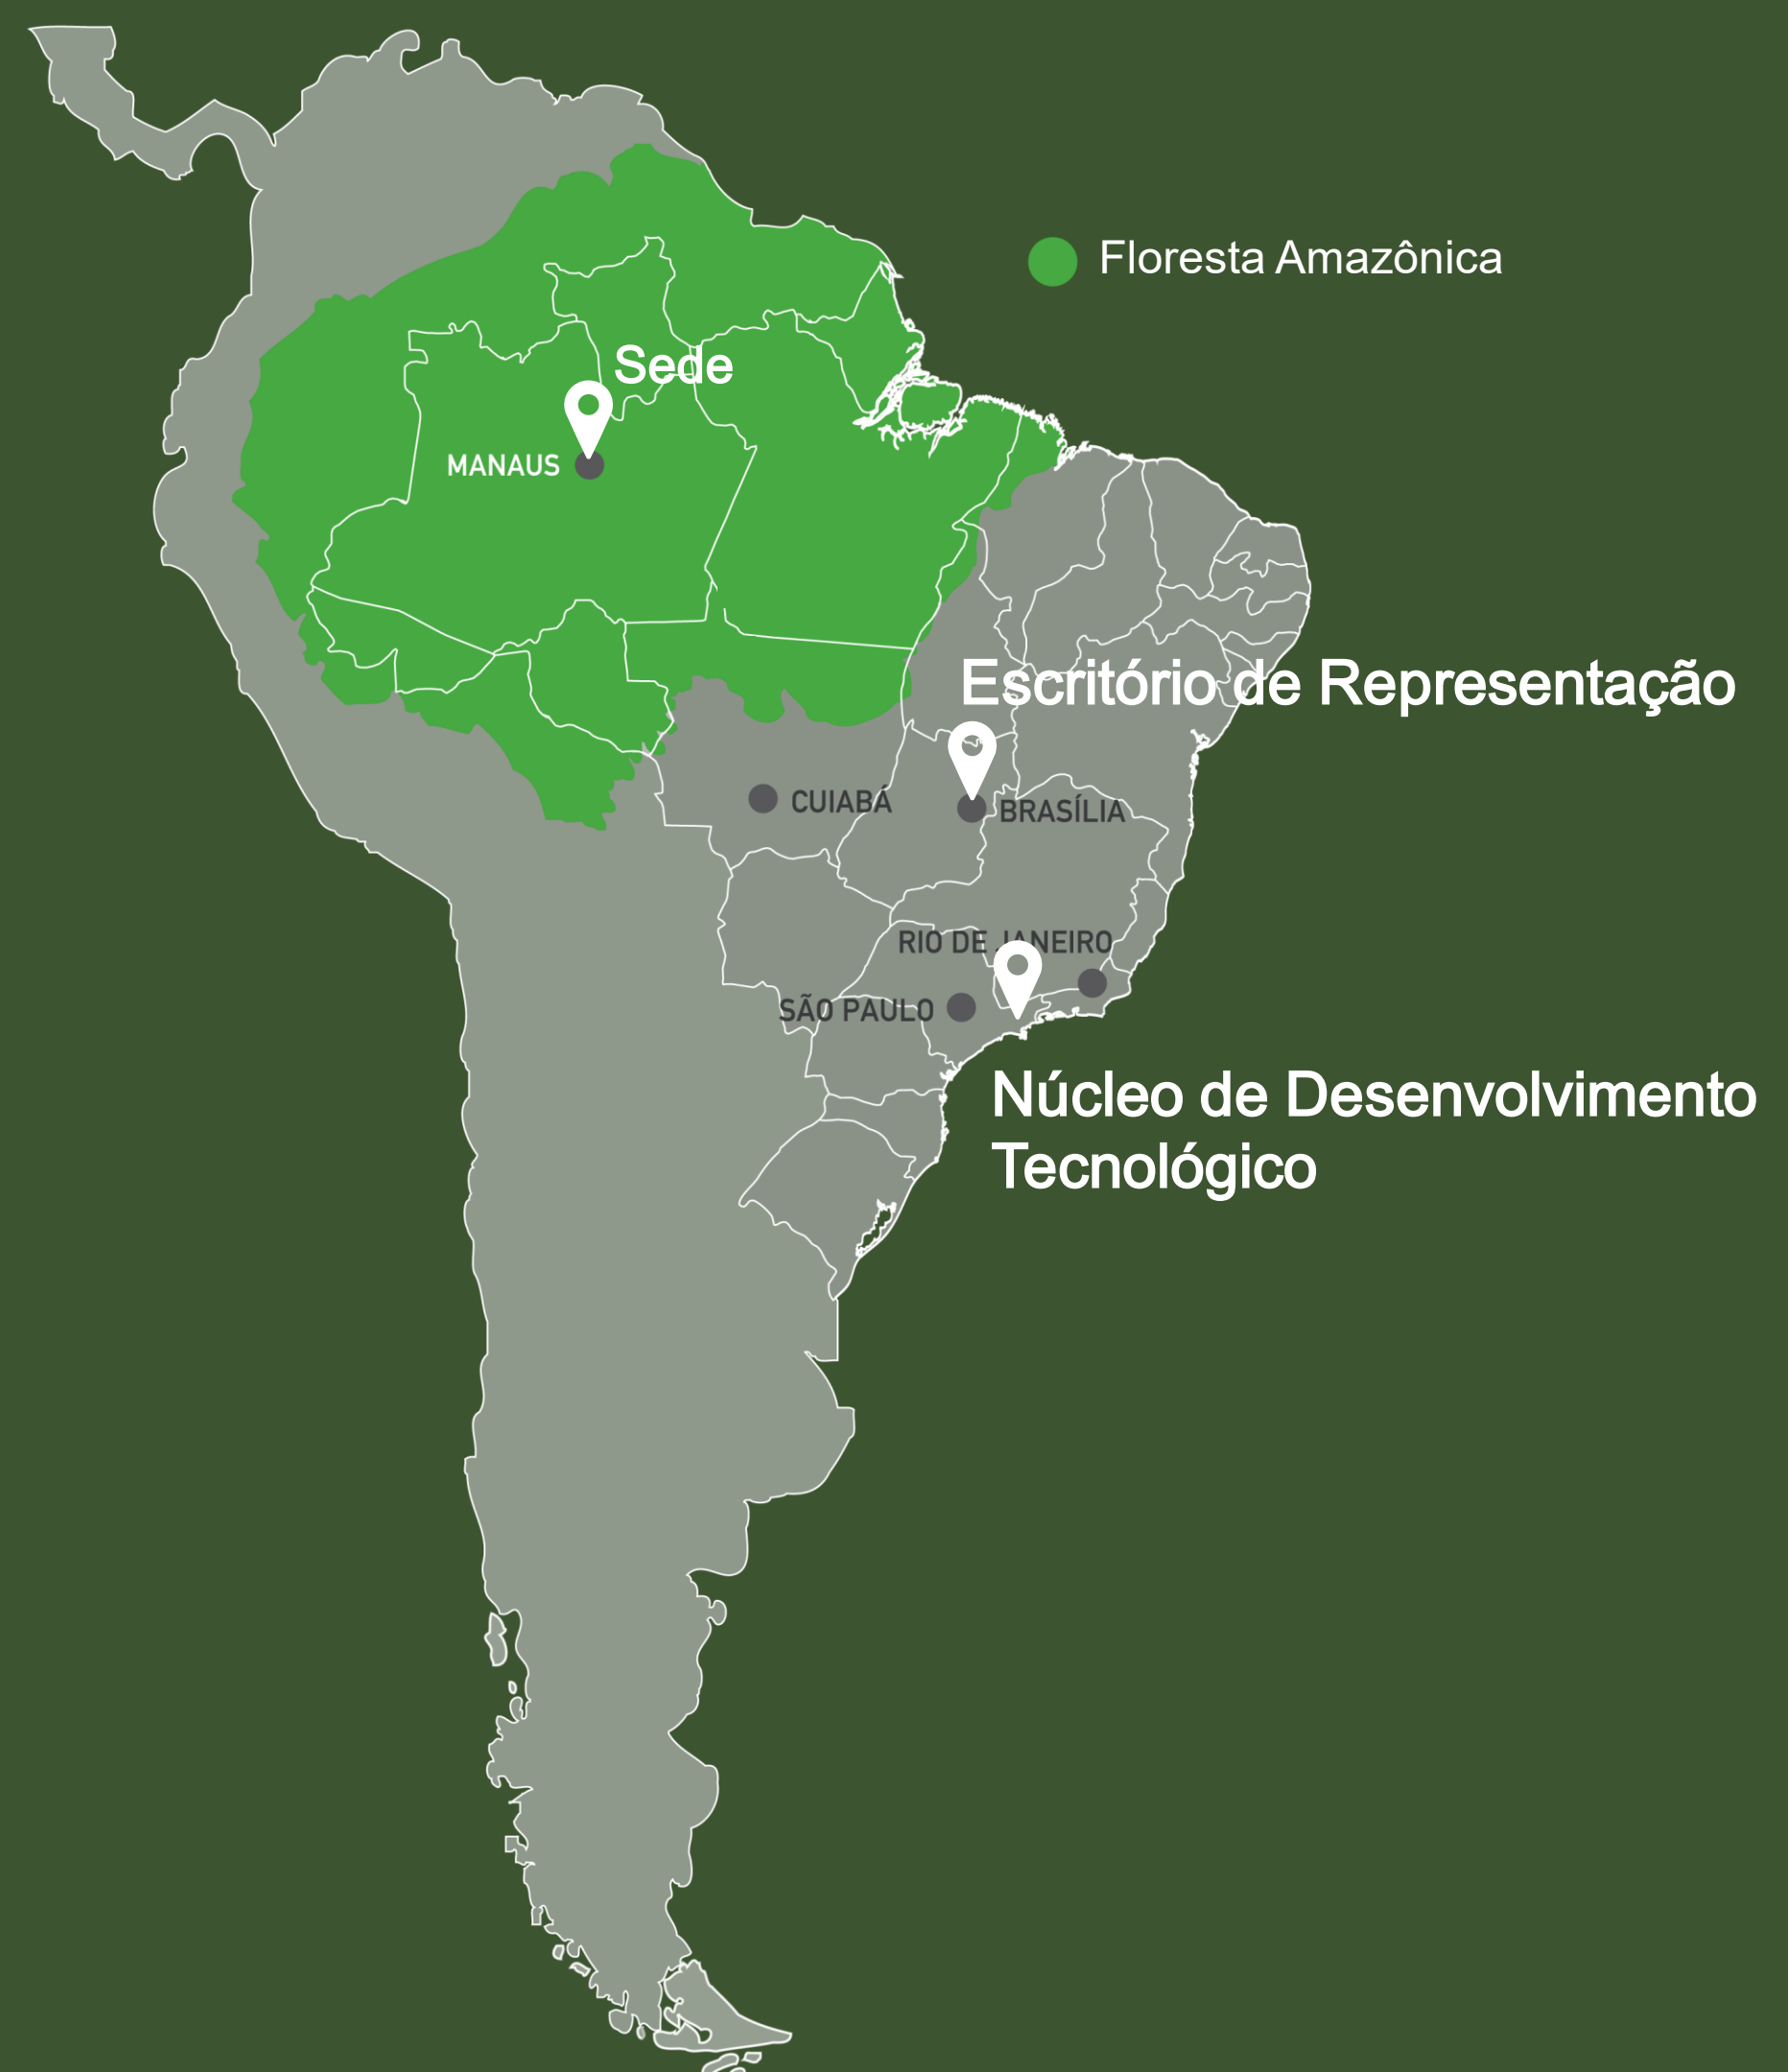 Floresta Amazônica
Sede
MANAUS
Escritório de Representação
CUIABÁ
BRASÍLIA
RIO DE JANEIRO
SÃO PAULO
Núcleo de Desenvolvimento
Tecnológico